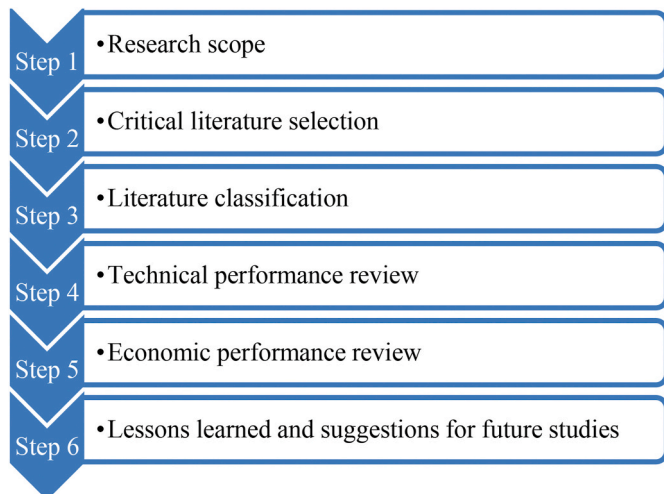 Step 1
•Research scope
Step 2
•Critical literature selection
Step 3
•Literature classification
Step 4
•Technical performance review
Step 5
•Economic performance review
Step 6
•Lessons learned and suggestions for future studies